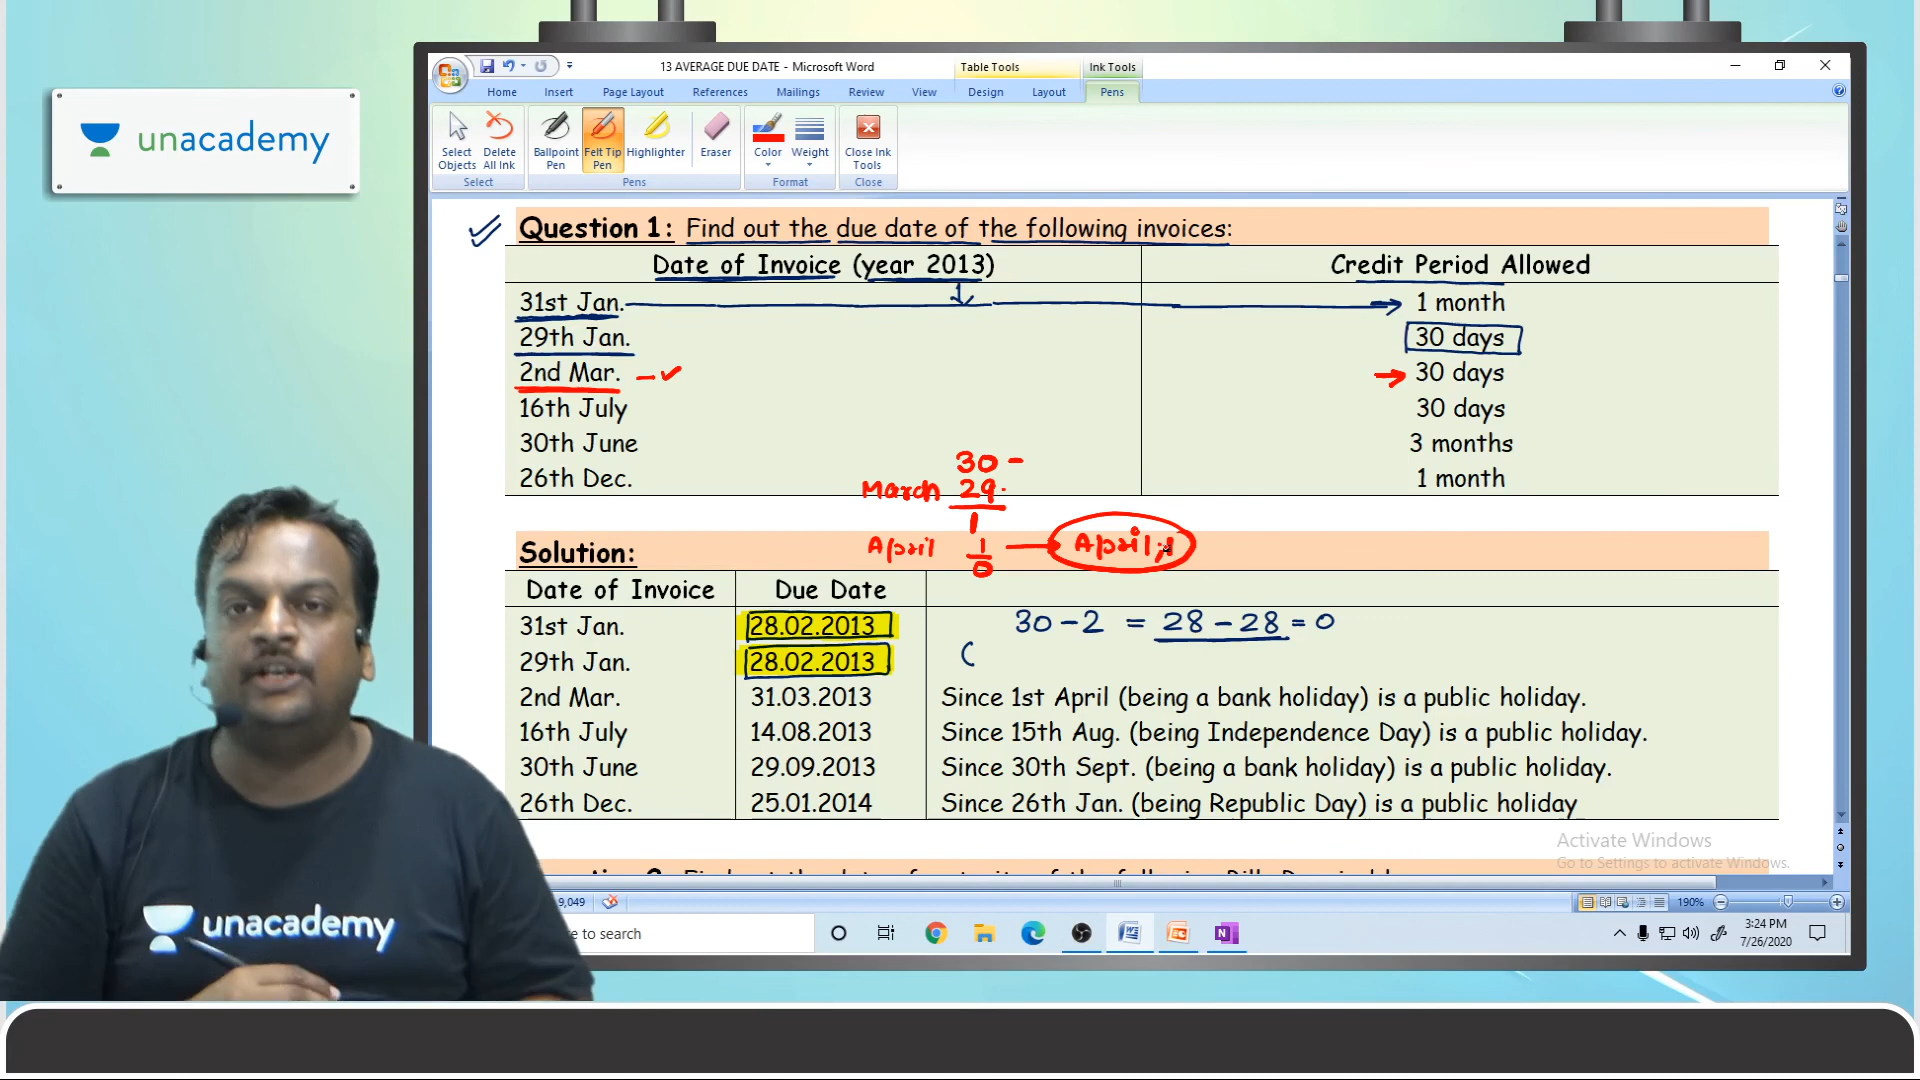 unacademy
13 AVERAGE DUE DATE - Microsoft Word
Table Tools
Ink Tools
Home Insert Page Layout References Mailings Review View Design Layout Pens
Select Objects
Delete All Ink
Ballpoint Pen
Felt Tip Pen
Highlighter
Eraser
Color
Weight
Close Ink Tools
Select Pens Format Close
Question 1: Find out the due date of the following invoices:
Date of Invoice (year 2013) Credit Period Allowed
31st Jan. 1 month
29th Jan. 30 days
2nd Mar. 30 days
16th July 30 days
30th June 3 months
26th Dec. 1 month
30 -
March 29
1
April 1 April, 1
0
Solution:
Date of Invoice Due Date
31st Jan. 28.02.2013 30 - 2 = 28 - 28 = 0
29th Jan. 28.02.2013 (
2nd Mar. 31.03.2013 Since 1st April (being a bank holiday) is a public holiday.
16th July 14.08.2013 Since 15th Aug. (being Independence Day) is a public holiday.
30th June 29.09.2013 Since 30th Sept. (being a bank holiday) is a public holiday.
26th Dec. 25.01.2014 Since 26th Jan. (being Republic Day) is a public holiday
Activate Windows
Go to Settings to activate Windows.
9,049
190%
to search
3:24 PM
7/26/2020
unacademy